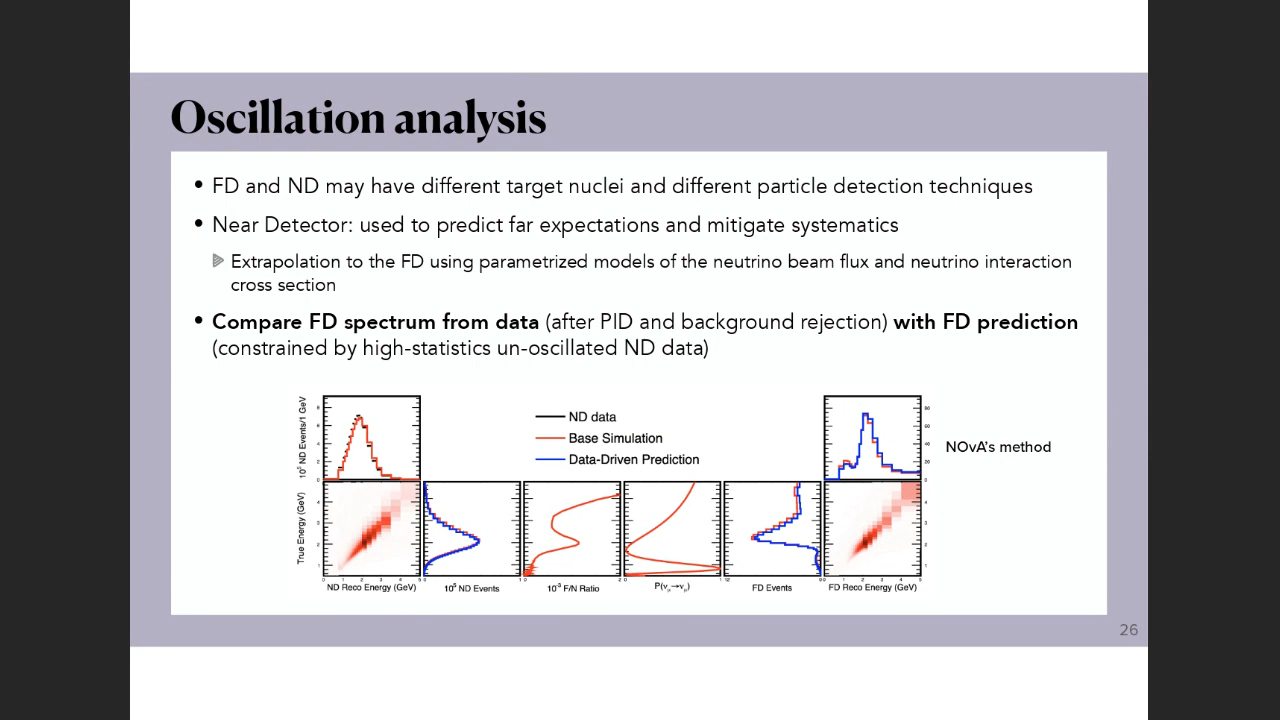 Oscillation analysis
• FD and ND may have different target nuclei and different particle detection techniques
• Near Detector: used to predict far expectations and mitigate systematics
Extrapolation to the FD using parametrized models of the neutrino beam flux and neutrino interaction
cross section
• Compare FD spectrum from data (after PID and background rejection) with FD prediction
(constrained by high-statistics un-oscillated ND data)
10⁵ ND Events/1 GeV
ND data
Base Simulation
Data-Driven Prediction
NOvA's method
True Energy (GeV)
ND Reco Energy (GeV)
10⁵ ND Events
10⁻³ F/N Ratio
P(νμ→νμ)
FD Events
FD Reco Energy (GeV)
26